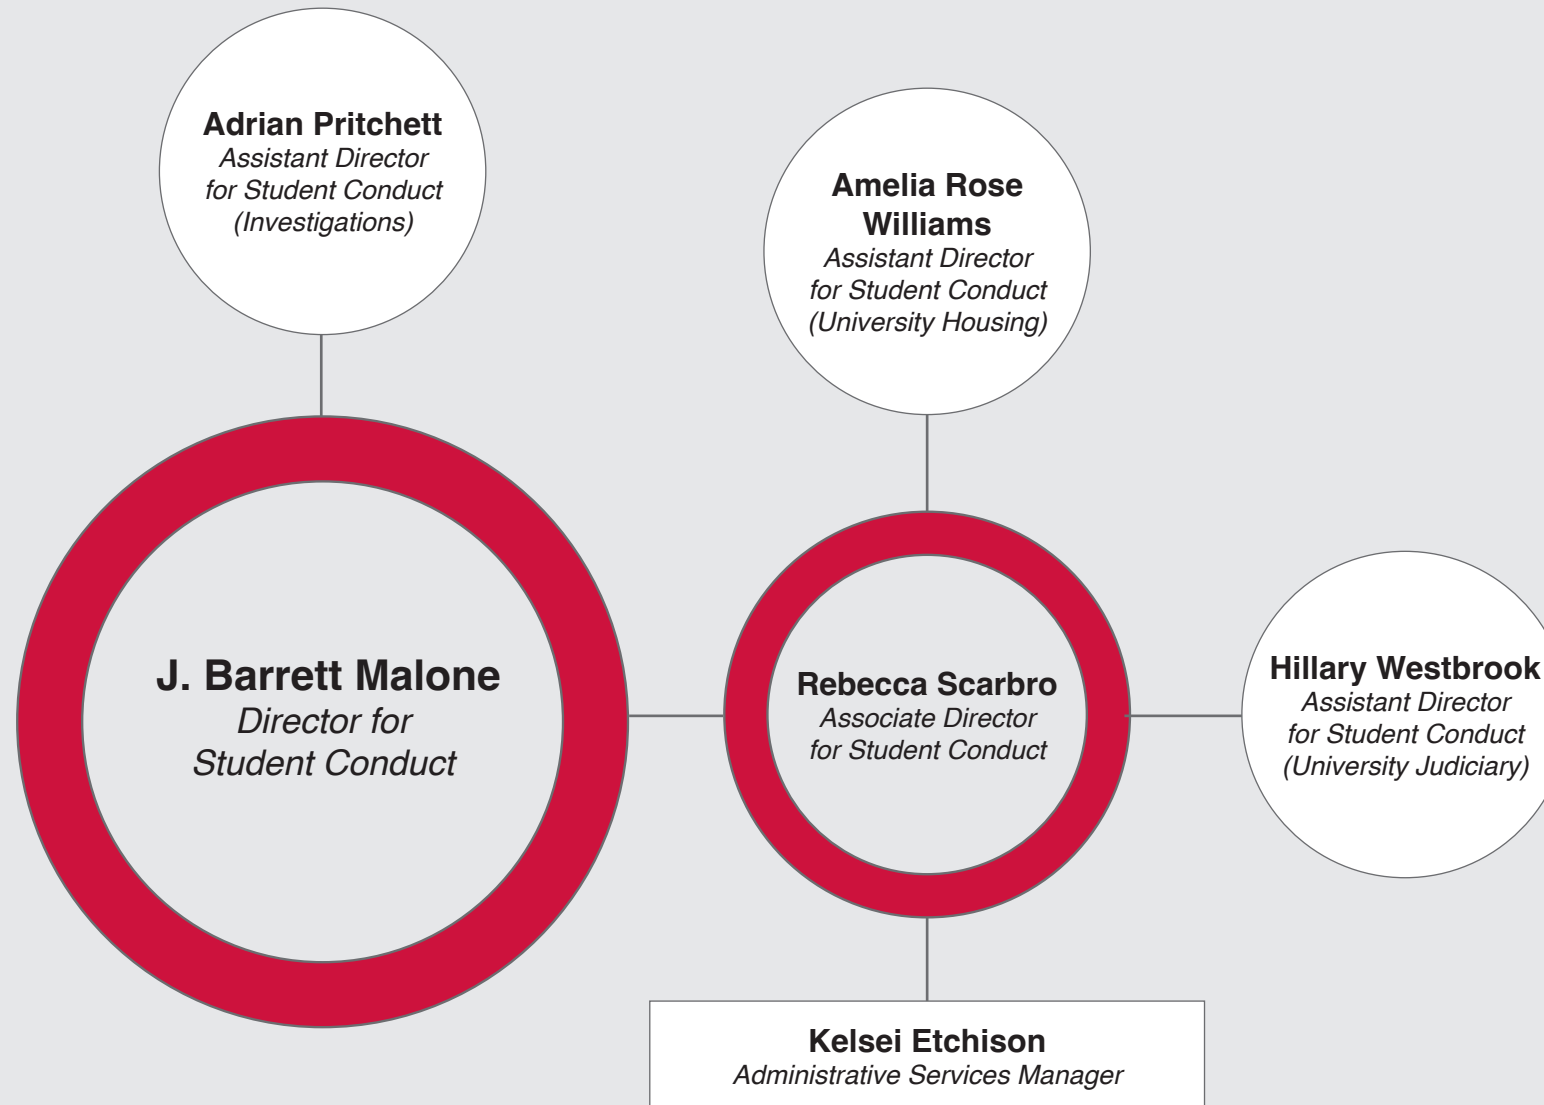 Adrian Pritchett
Assistant Director
for Student Conduct
(Investigations)
Amelia Rose
Williams
Assistant Director
for Student Conduct
(University Housing)
J. Barrett Malone
Director for
Student Conduct
Rebecca Scarbro
Associate Director
for Student Conduct
Hillary Westbrook
Assistant Director
for Student Conduct
(University Judiciary)
Kelsei Etchison
Administrative Services Manager